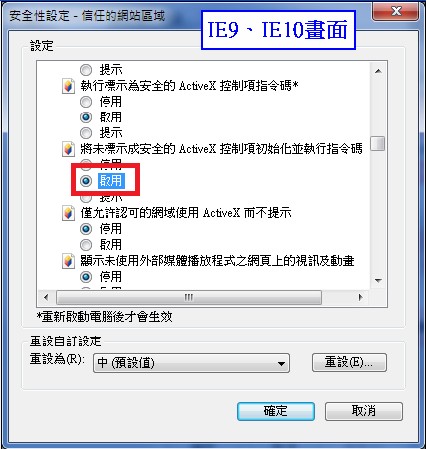 安全性設定 - 信任的網站區域
IE9、IE10畫面
設定
提示
執行標示為安全的 ActiveX 控制項指令碼*
停用
啟用
提示
將未標示成安全的 ActiveX 控制項初始化並執行指令碼
停用
啟用
提示
僅允許認可的網域使用 ActiveX 而不提示
停用
啟用
顯示未使用外部媒體播放程式之網頁上的視訊及動畫
停用
啟用
*重新啟動電腦後才會生效
重設自訂設定
重設為(R): 中 (預設值) 重設(E)...
確定 取消